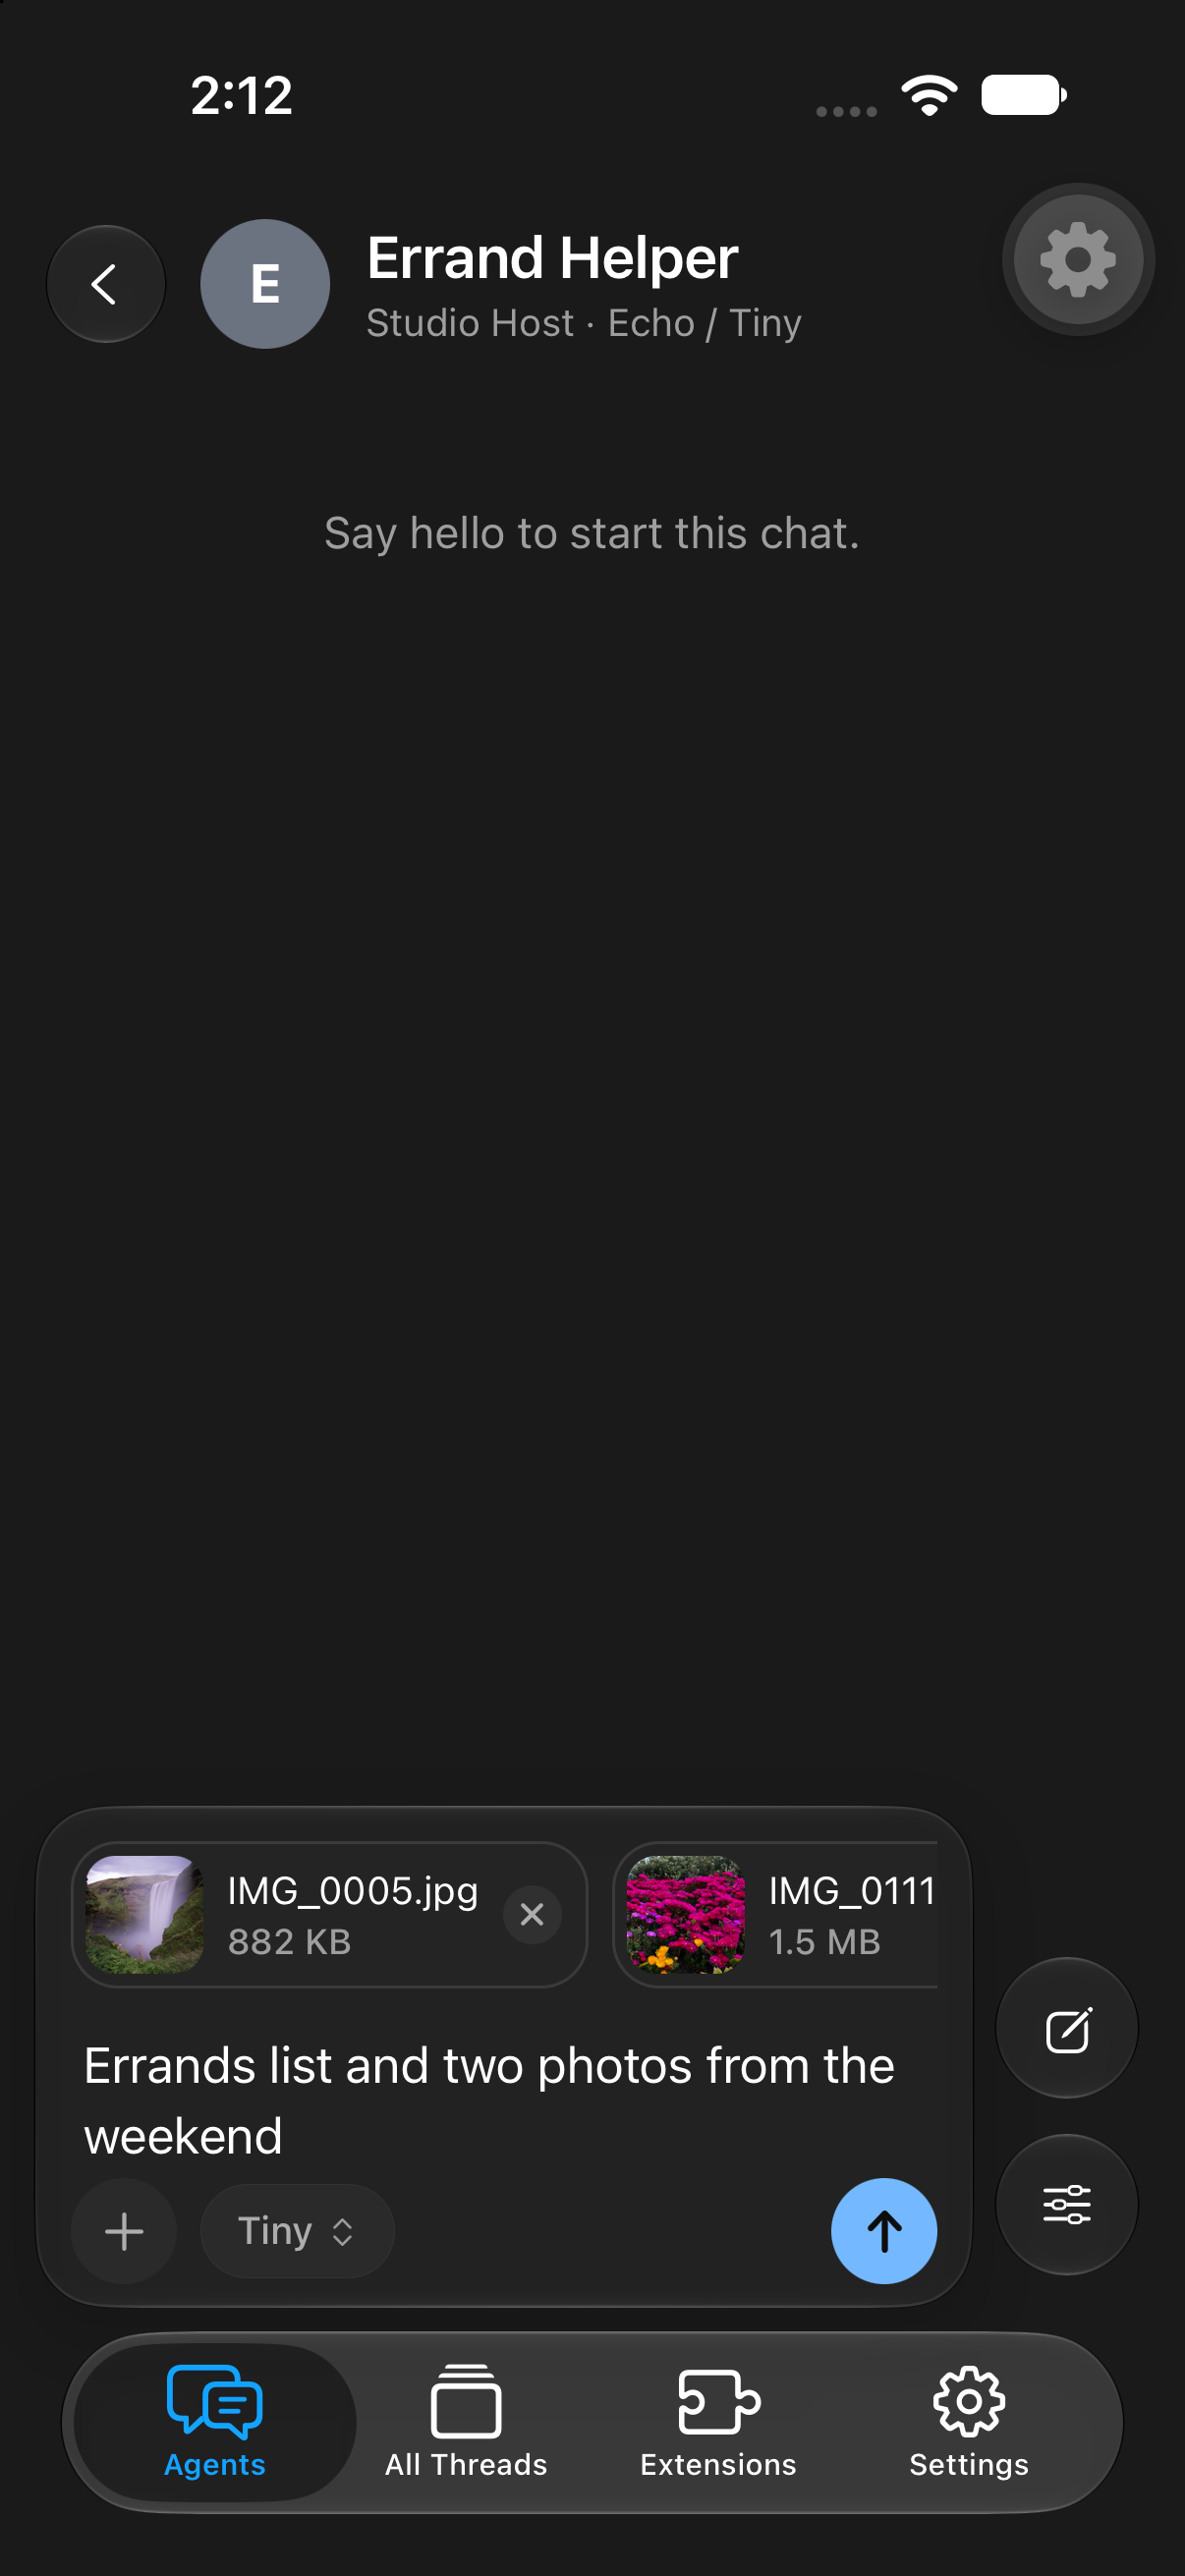 2:12
E
Errand Helper
Studio Host · Echo / Tiny
Say hello to start this chat.
IMG_0005.jpg
882 KB
IMG_0111
1.5 MB
Errands list and two photos from the
weekend
Tiny
Agents
All Threads
Extensions
Settings